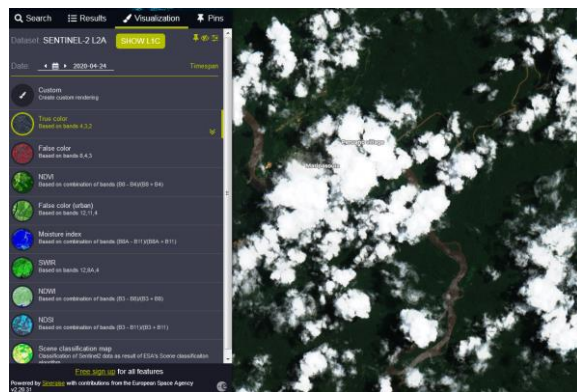 Search
Results
Visualization
Pins
Dataset: SENTINEL-2 L2A
SHOW L1C
Date: 2020-04-24
Timespan
Custom
Create custom rendering
True color
Based on bands 4,3,2
False color
Based on bands 8,4,3
NDVI
Based on combination of bands (B8 - B4)/(B8 + B4)
False color (urban)
Based on bands 12,11,4
Moisture index
Based on combination of bands (B8A - B11)/(B8A + B11)
SWIR
Based on bands 12,8A,4
NDWI
Based on combination of bands (B3 - B8)/(B3 + B8)
NDSI
Based on combination of bands (B3 - B11)/(B3 + B11)
Scene classification map
Classification of Sentinel2 data as result of ESA's Scene classification
algorithm
Free sign up for all features
Powered by Sinergise with contributions from the European Space Agency
village